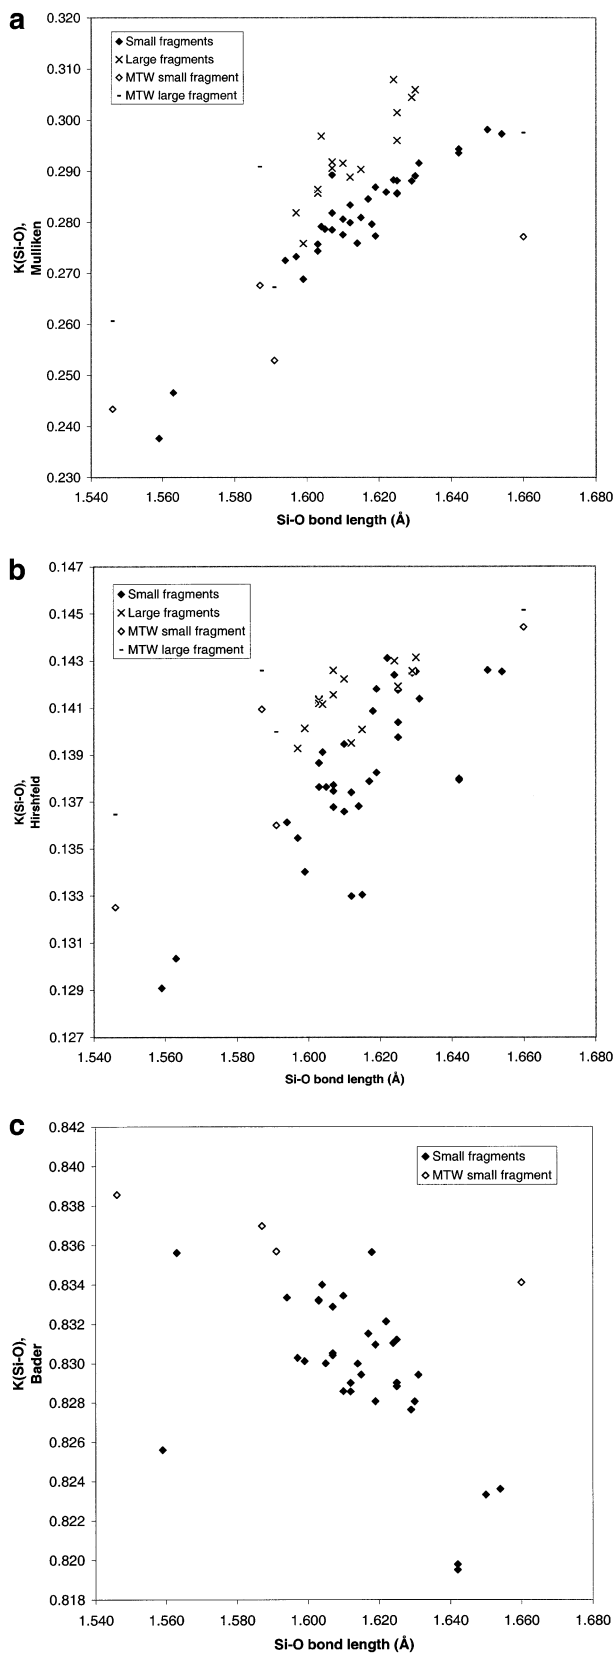 a
0.320
0.310
0.300
0.290
0.280
0.270
0.260
0.250
0.240
0.230
K(Si-O),
Mulliken
Small fragments
Large fragments
MTW small fragment
MTW large fragment
1.540 1.560 1.580 1.600 1.620 1.640 1.660 1.680
Si-O bond length (Å)
b
0.147
0.145
0.143
0.141
0.139
0.137
0.135
0.133
0.131
0.129
0.127
K(Si-O),
Hirshfeld
Small fragments
Large fragments
MTW small fragment
MTW large fragment
1.540 1.560 1.580 1.600 1.620 1.640 1.660 1.680
Si-O bond length (Å)
c
0.842
0.840
0.838
0.836
0.834
0.832
0.830
0.828
0.826
0.824
0.822
0.820
0.818
K(Si-O),
Bader
Small fragments
MTW small fragment
1.540 1.560 1.580 1.600 1.620 1.640 1.660 1.680
Si-O bond length (Å)